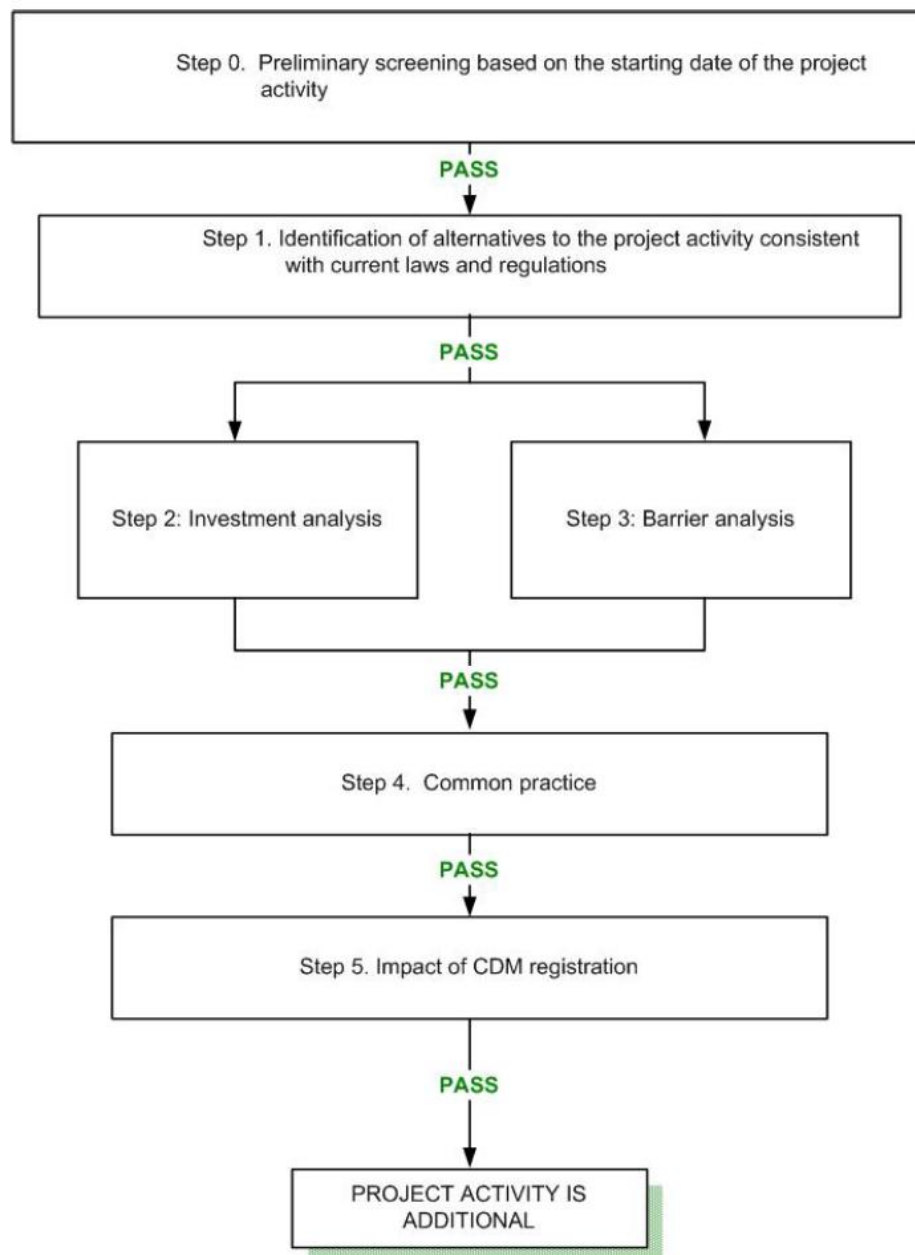 Step 0. Preliminary screening based on the starting date of the project
activity
PASS
Step 1. Identification of alternatives to the project activity consistent
with current laws and regulations
PASS
Step 2: Investment analysis
Step 3: Barrier analysis
PASS
Step 4. Common practice
PASS
Step 5. Impact of CDM registration
PASS
PROJECT ACTIVITY IS
ADDITIONAL